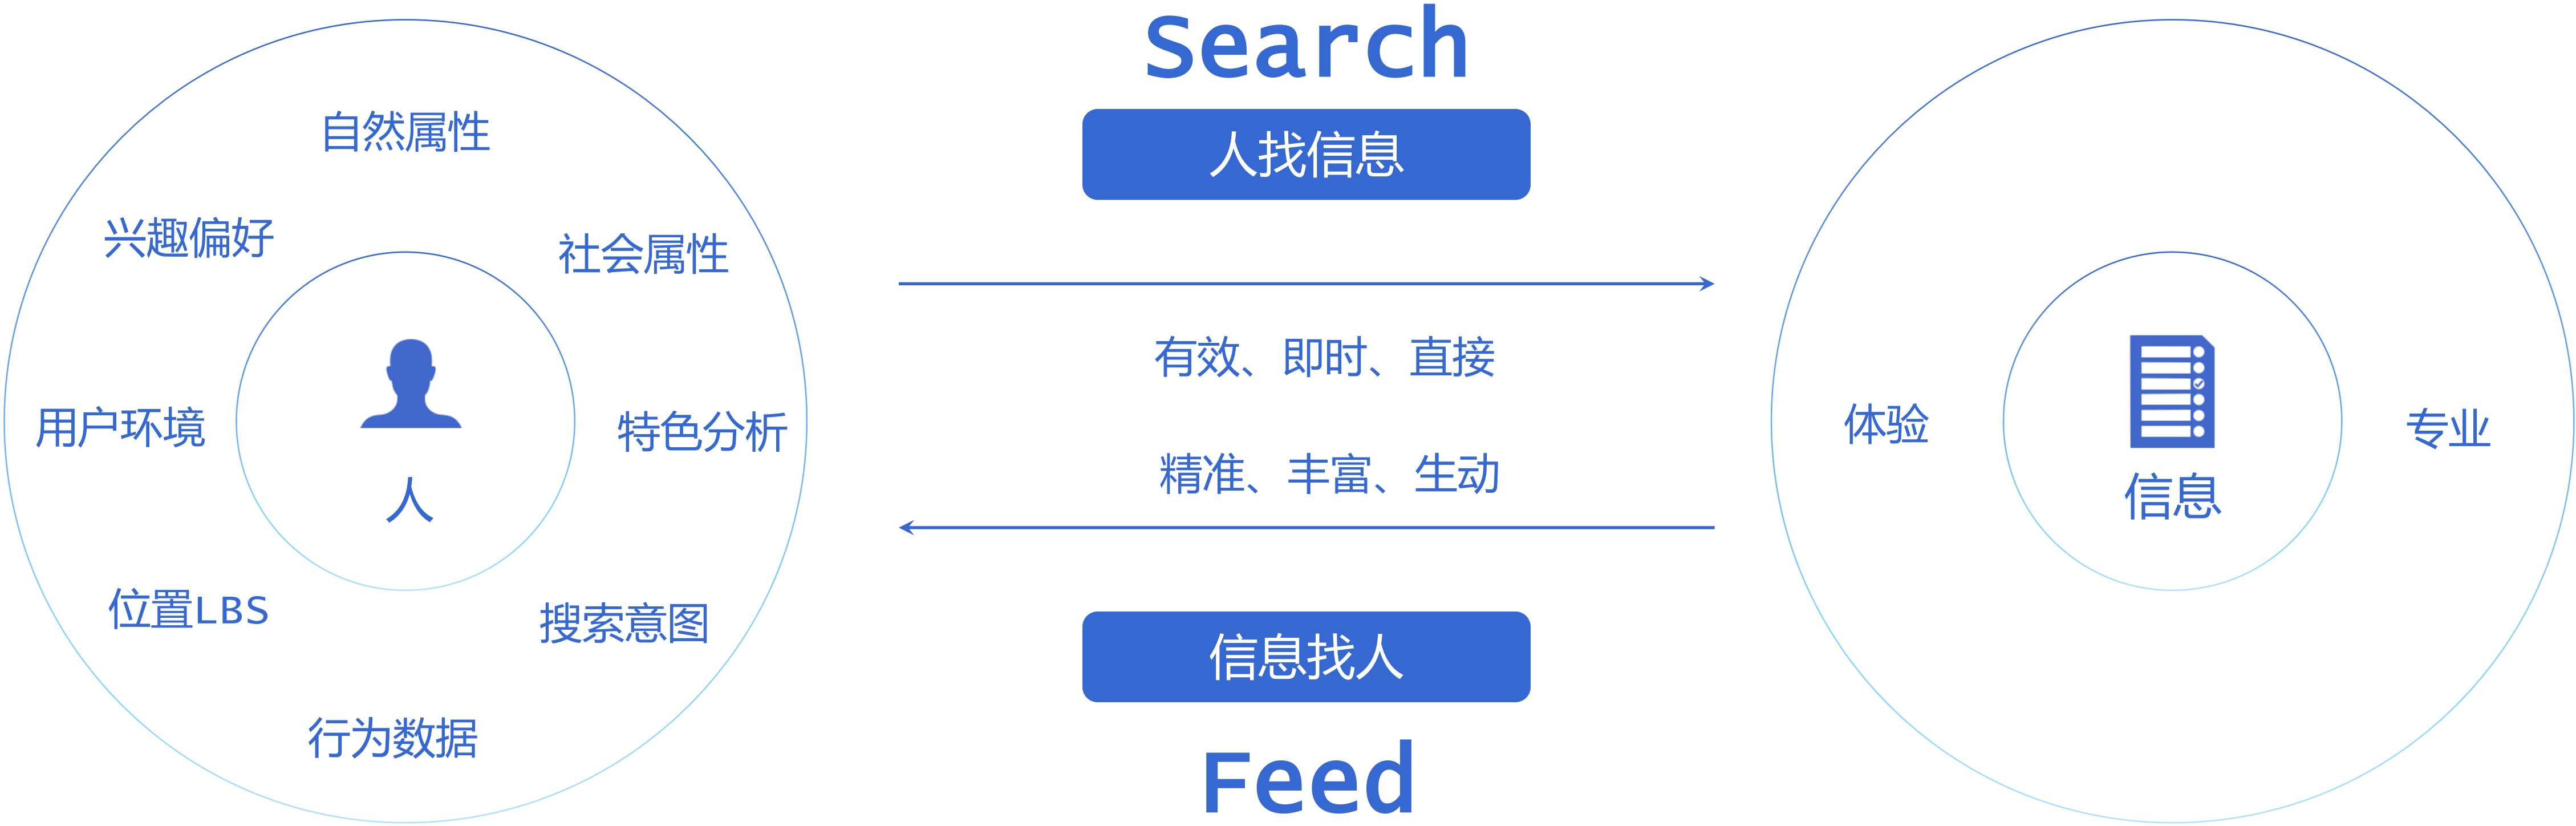 Search
人找信息
自然属性
兴趣偏好
社会属性
用户环境
特色分析
人
位置LBS
搜索意图
行为数据
有效、即时、直接
精准、丰富、生动
信息找人
Feed
体验
信息
专业